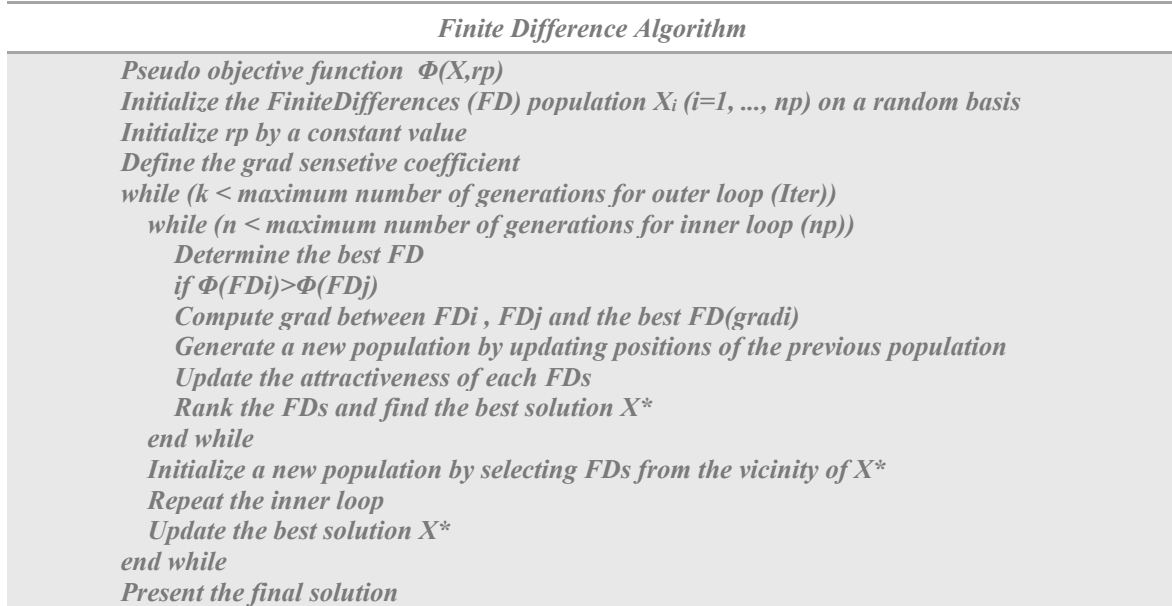 Finite Difference Algorithm
Pseudo objective function Φ(X,rp)
Initialize the FiniteDifferences (FD) population Xi (i=1, ..., np) on a random basis
Initialize rp by a constant value
Define the grad sensetive coefficient
while (k < maximum number of generations for outer loop (Iter))
while (n < maximum number of generations for inner loop (np))
Determine the best FD
if Φ(FDi)>Φ(FDj)
Compute grad between FDi , FDj and the best FD(gradi)
Generate a new population by updating positions of the previous population
Update the attractiveness of each FDs
Rank the FDs and find the best solution X*
end while
Initialize a new population by selecting FDs from the vicinity of X*
Repeat the inner loop
Update the best solution X*
end while
Present the final solution